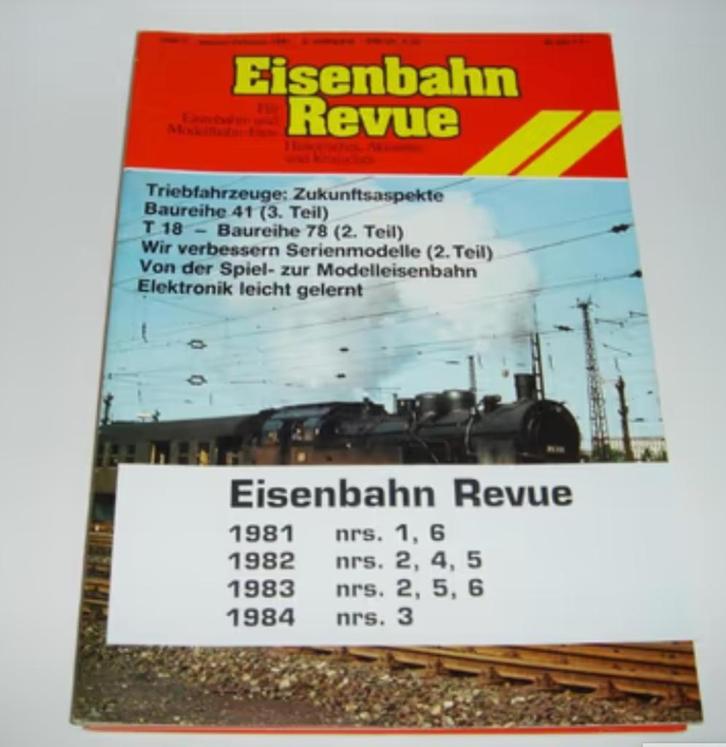 Eisenbahn
Revue
Für
Eisenbahn- und
Modellbahn-Fans
Historisches, Aktuelles
und Kritisches
Triebfahrzeuge: Zukunftsaspekte
Baureihe 41 (3. Teil)
T 18 – Baureihe 78 (2. Teil)
Wir verbessern Serienmodelle (2. Teil)
Von der Spiel- zur Modelleisenbahn
Elektronik leicht gelernt
Eisenbahn Revue
1981 nrs. 1, 6
1982 nrs. 2, 4, 5
1983 nrs. 2, 5, 6
1984 nrs. 3